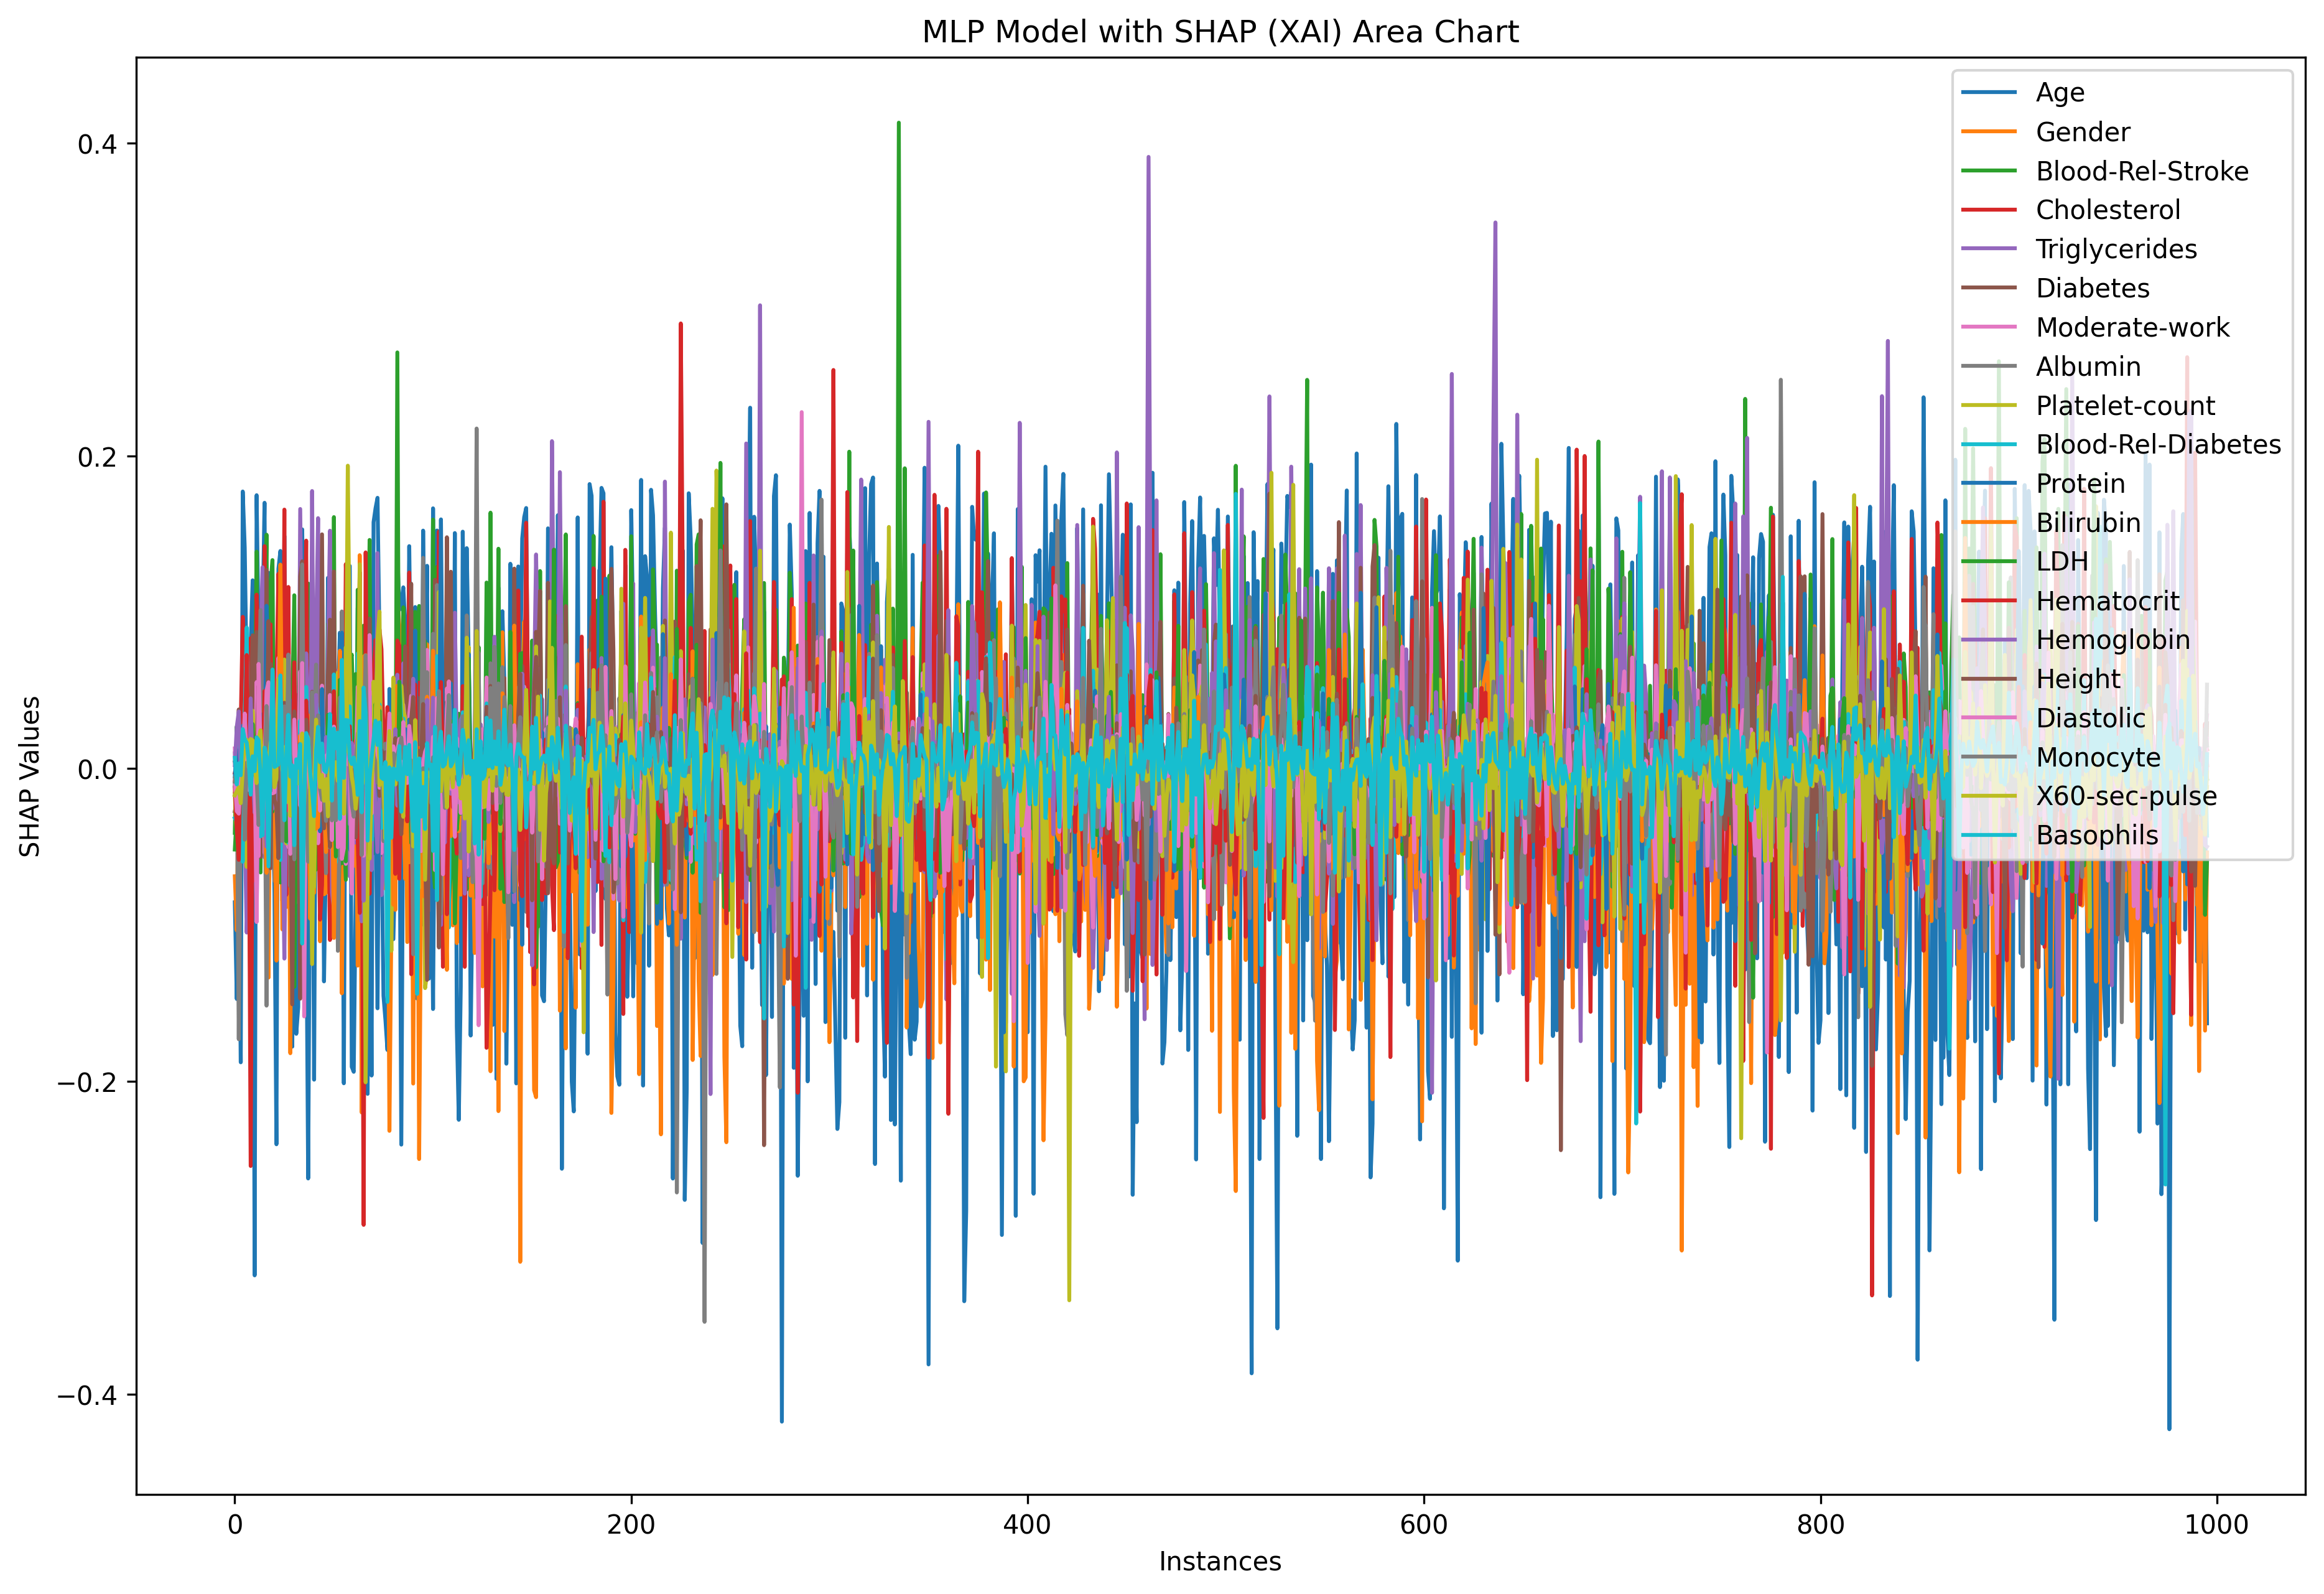 MLP Model with SHAP (XAI) Area Chart
0.4
0.2
0.0
−0.2
−0.4
SHAP Values
0
200
400
600
800
1000
Instances
Age
Gender
Blood-Rel-Stroke
Cholesterol
Triglycerides
Diabetes
Moderate-work
Albumin
Platelet-count
Blood-Rel-Diabetes
Protein
Bilirubin
LDH
Hematocrit
Hemoglobin
Height
Diastolic
Monocyte
X60-sec-pulse
Basophils